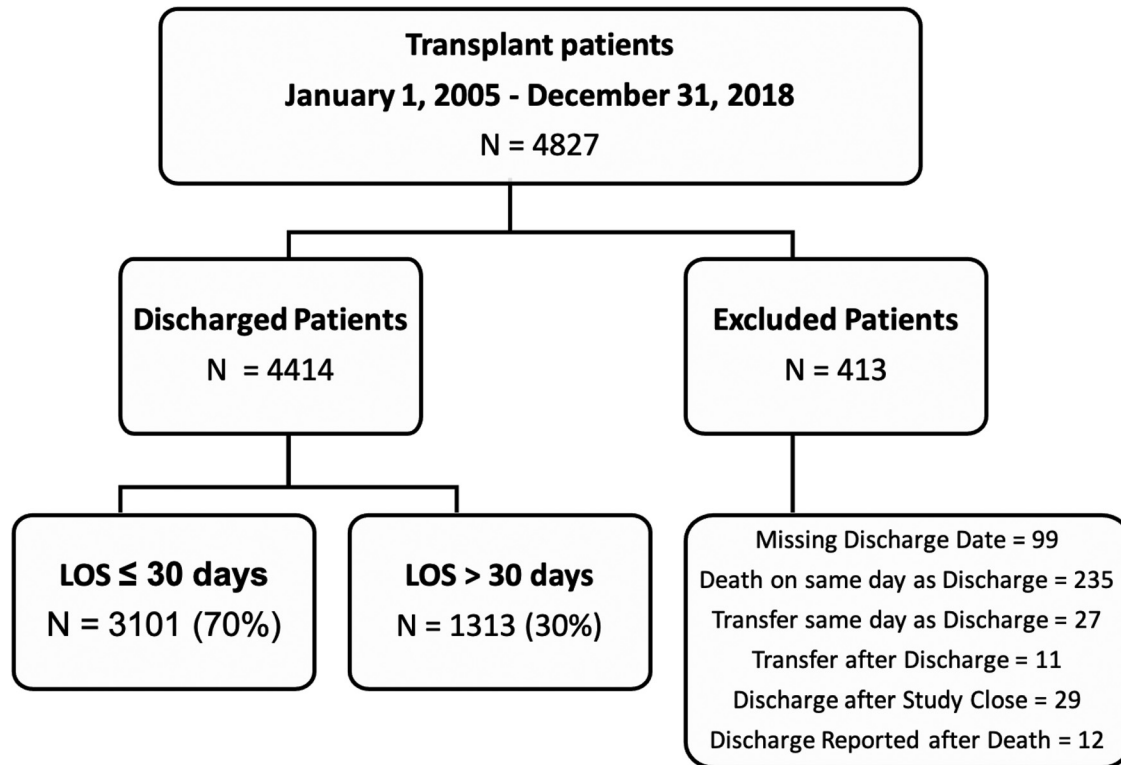 Transplant patients
January 1, 2005 - December 31, 2018
N = 4827
Discharged Patients
N = 4414
Excluded Patients
N = 413
LOS ≤ 30 days
N = 3101 (70%)
LOS > 30 days
N = 1313 (30%)
Missing Discharge Date = 99
Death on same day as Discharge = 235
Transfer same day as Discharge = 27
Transfer after Discharge = 11
Discharge after Study Close = 29
Discharge Reported after Death = 12